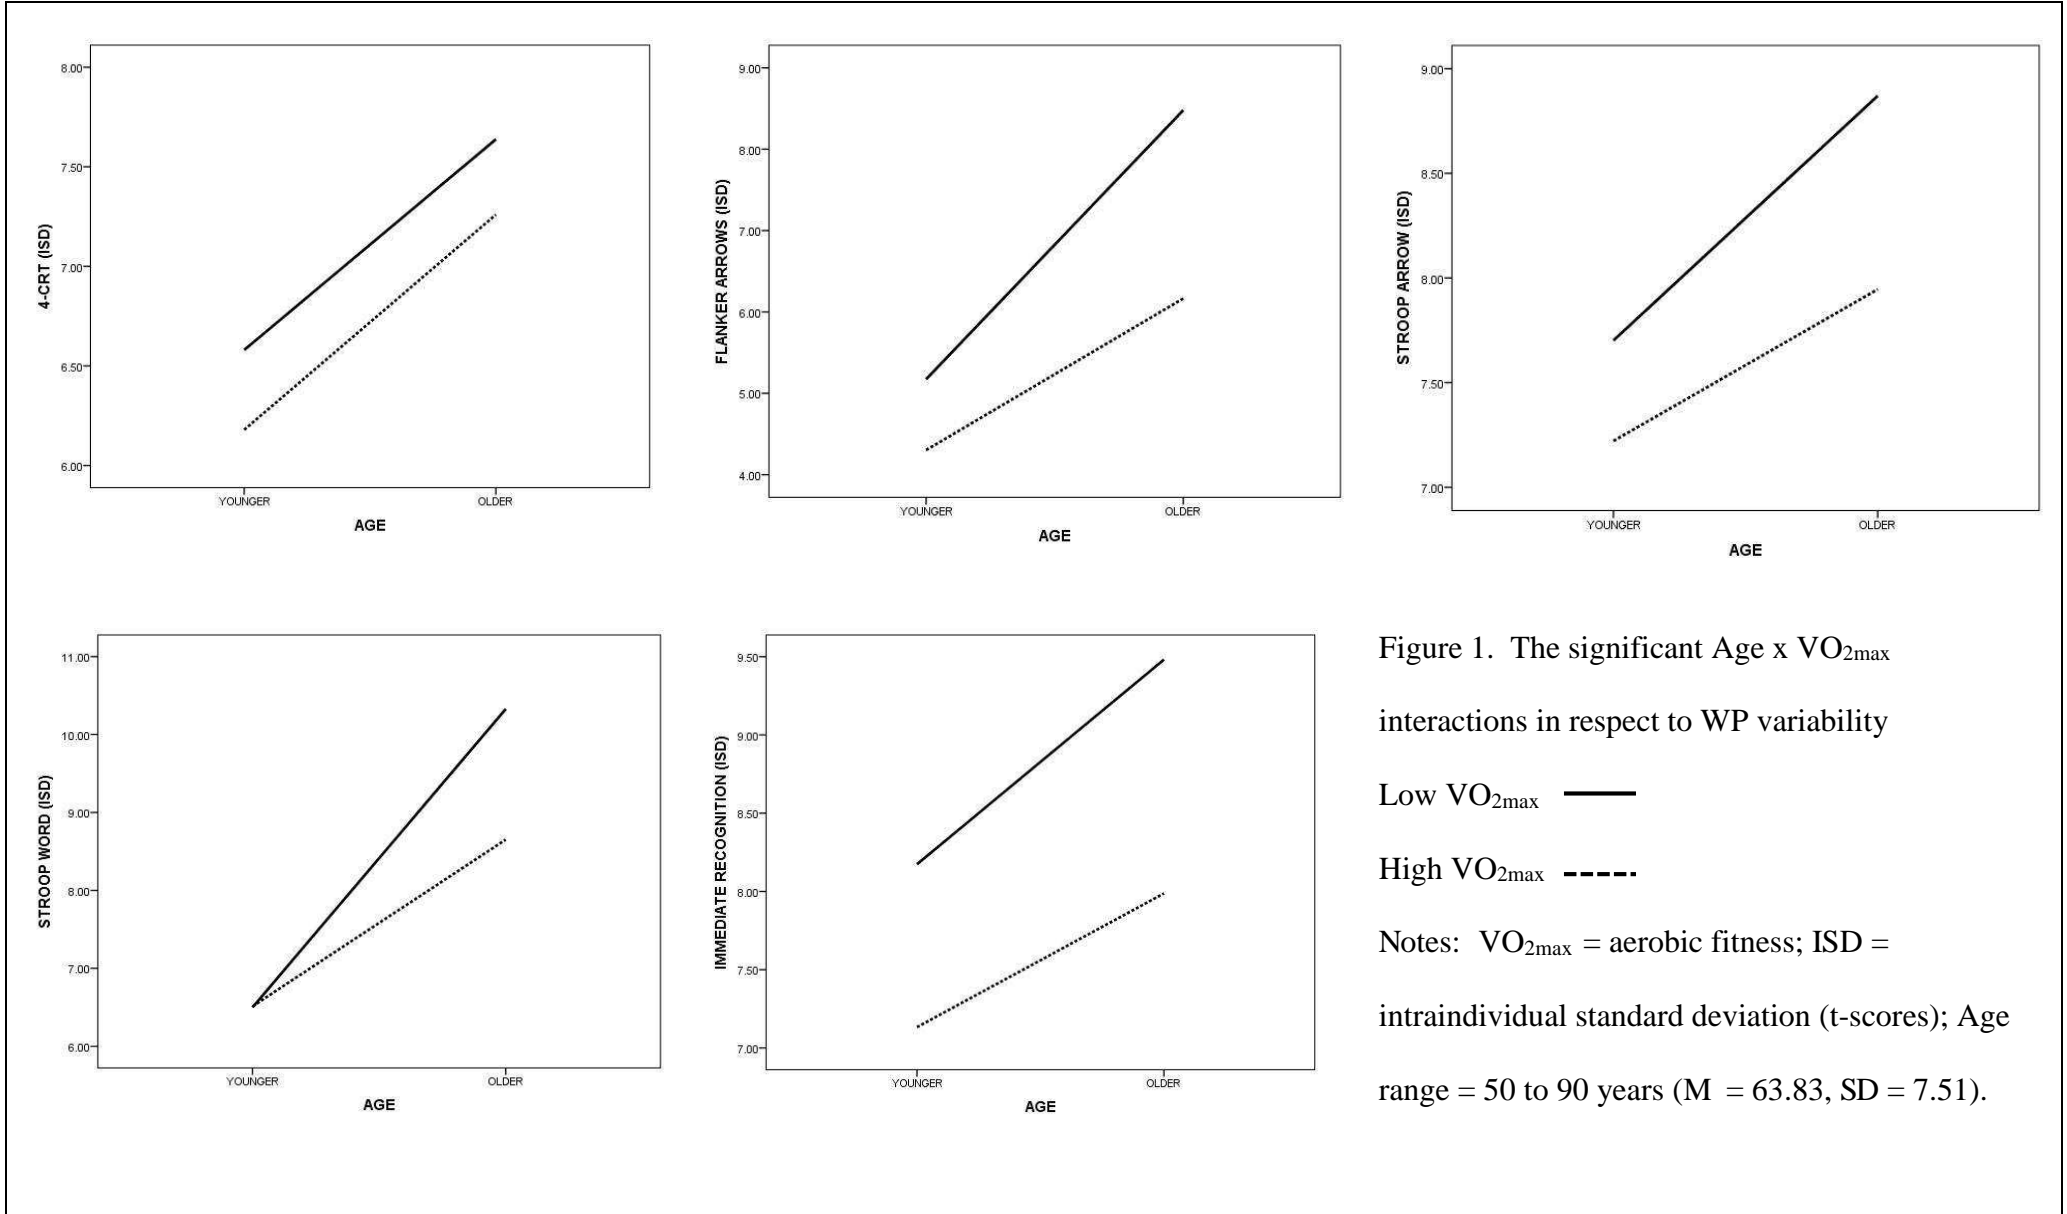 8.00
7.50
7.00
6.50
6.00
4-CRT (ISD)
YOUNGER
OLDER
AGE
9.00
8.00
7.00
6.00
5.00
4.00
FLANKER ARROWS (ISD)
YOUNGER
OLDER
AGE
9.00
8.50
8.00
7.50
7.00
STROOP ARROW (ISD)
YOUNGER
OLDER
AGE
11.00
10.00
9.00
8.00
7.00
6.00
STROOP WORD (ISD)
YOUNGER
OLDER
AGE
9.50
9.00
8.50
8.00
7.50
7.00
IMMEDIATE RECOGNITION (ISD)
YOUNGER
OLDER
AGE
Figure 1.  The significant Age x VO2max
interactions in respect to WP variability
Low VO2max
High VO2max
Notes:  VO2max = aerobic fitness; ISD =
intraindividual standard deviation (t-scores); Age
range = 50 to 90 years (M = 63.83, SD = 7.51).